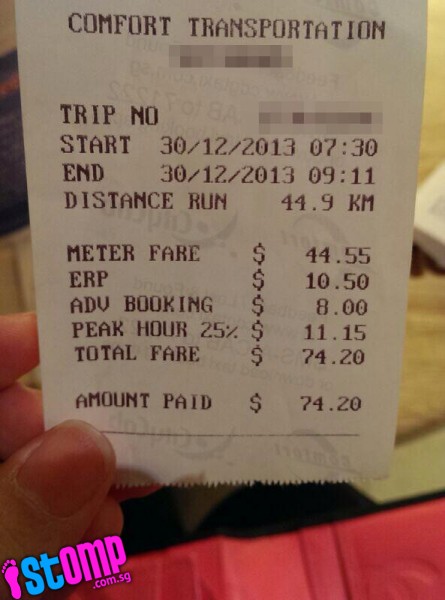 COMFORT TRANSPORTATION
TRIP NO
START 30/12/2013 07:30
END 30/12/2013 09:11
DISTANCE RUN 44.9 KM
METER FARE $ 44.55
ERP $ 10.50
ADV BOOKING $ 8.00
PEAK HOUR 25% $ 11.15
TOTAL FARE $ 74.20
AMOUNT PAID $ 74.20
stomp
.com.sg